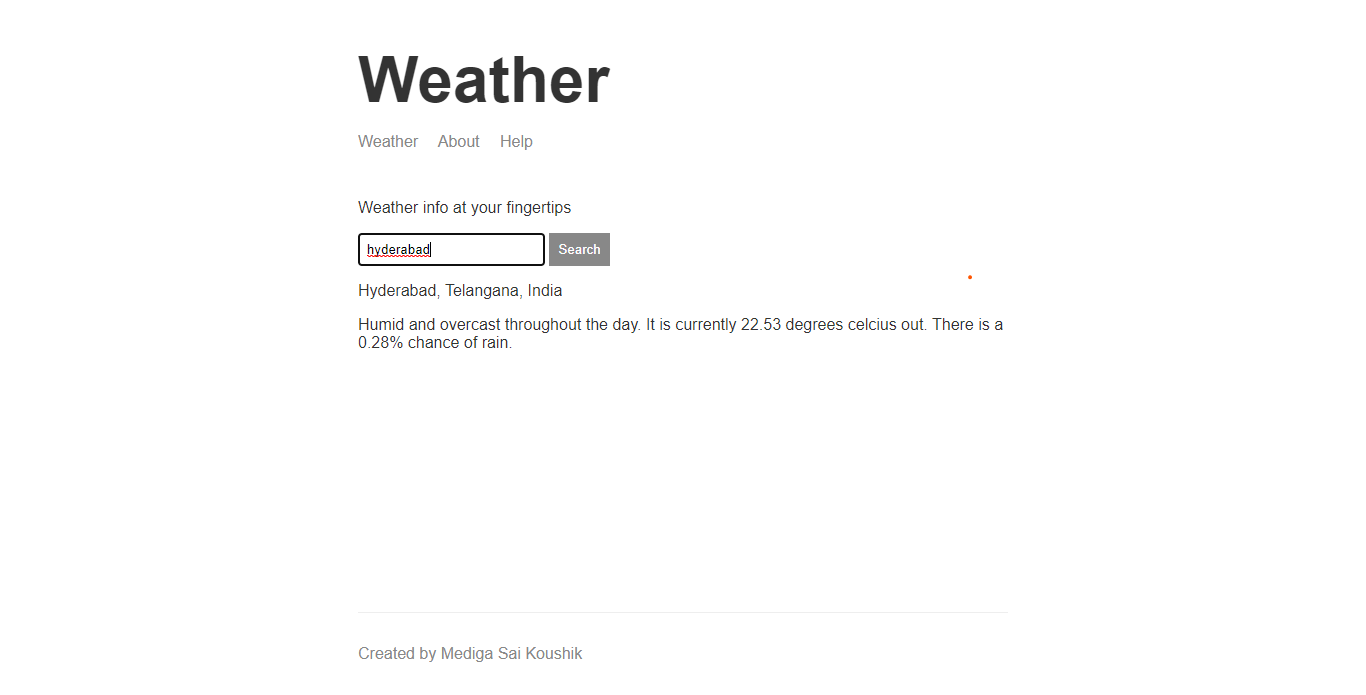 Weather
Weather About Help
Weather info at your fingertips
hyderabad Search
Hyderabad, Telangana, India
Humid and overcast throughout the day. It is currently 22.53 degrees celcius out. There is a
0.28% chance of rain.
Created by Mediga Sai Koushik